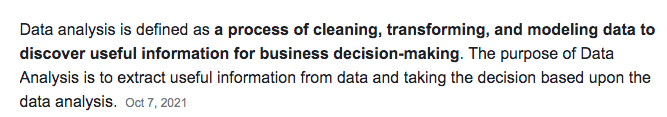 Data analysis is defined as a process of cleaning, transforming, and modeling data to
discover useful information for business decision-making. The purpose of Data
Analysis is to extract useful information from data and taking the decision based upon the
data analysis. Oct 7, 2021